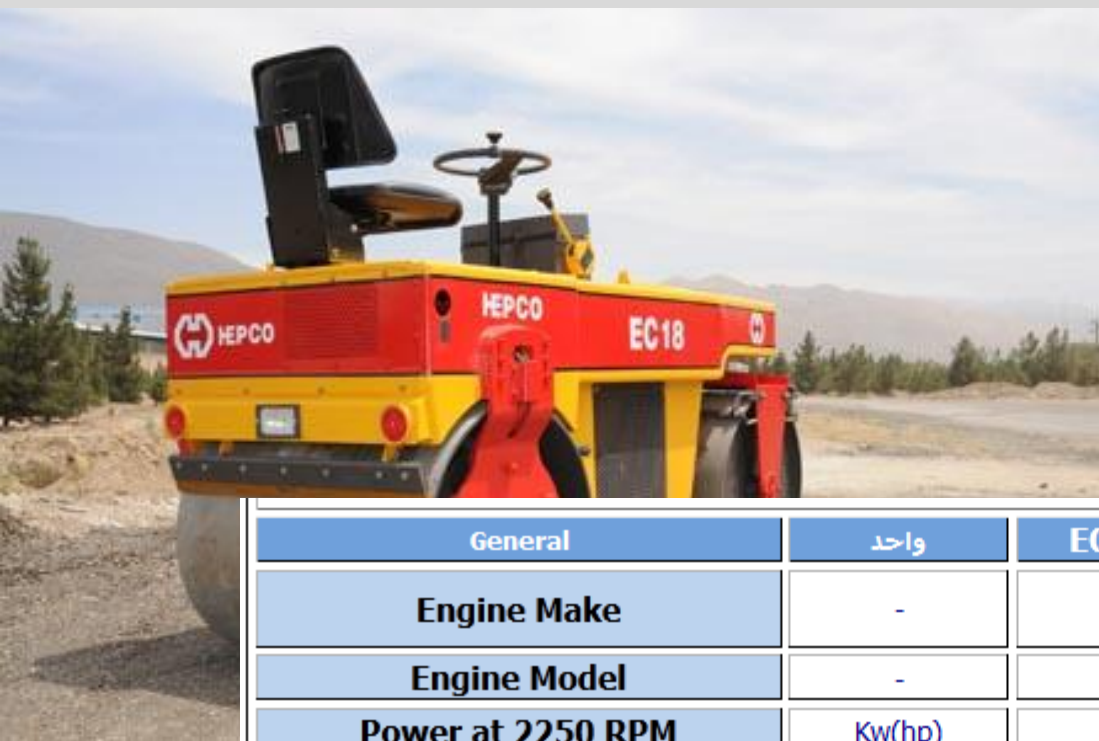 HEPCO
HEPCO
EC18
General واحد
Engine Make -
Engine Model -
Power at 2250 RPM Kw(hp)